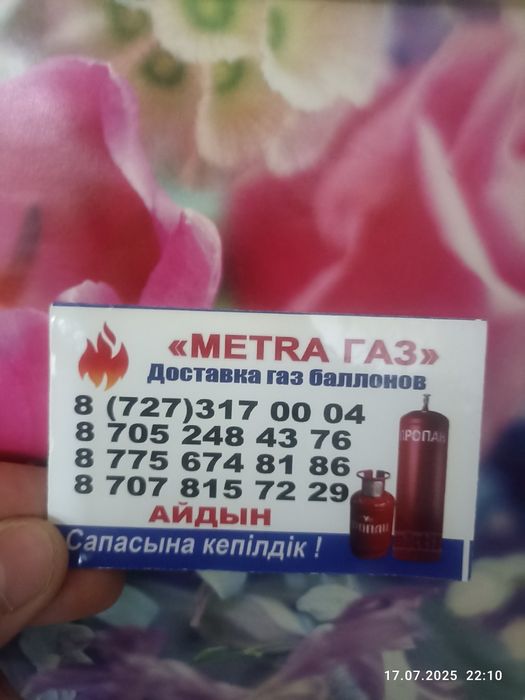 «METRA ГАЗ»
Доставка газ баллонов
8 (727)317 00 04
8 705 248 43 76
8 775 674 81 86
8 707 815 72 29
АЙДЫН
Сапасына кепілдік !
ПРОПАН
ПРОПАН
17.07.2025 22:10